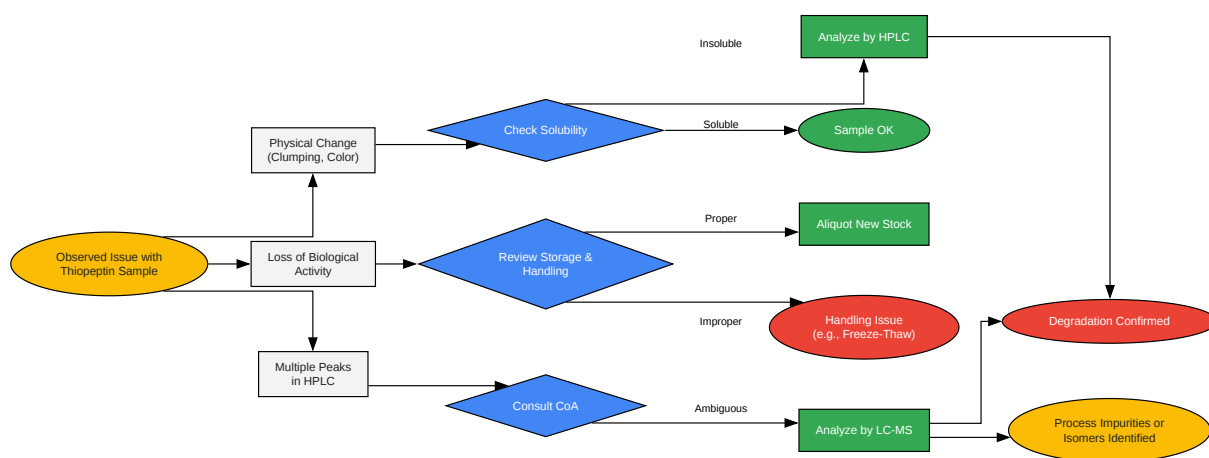 Insoluble
Analyze by HPLC
Check Solubility
Soluble
Sample OK
Physical Change
(Clumping, Color)
Proper
Aliquot New Stock
Observed Issue with
Thiopeptin Sample
Loss of Biological
Activity
Review Storage &
Handling
Improper
Handling Issue
(e.g., Freeze-Thaw)
Degradation Confirmed
Multiple Peaks
in HPLC
Consult CoA
Ambiguous
Analyze by LC-MS
Process Impurities or
Isomers Identified